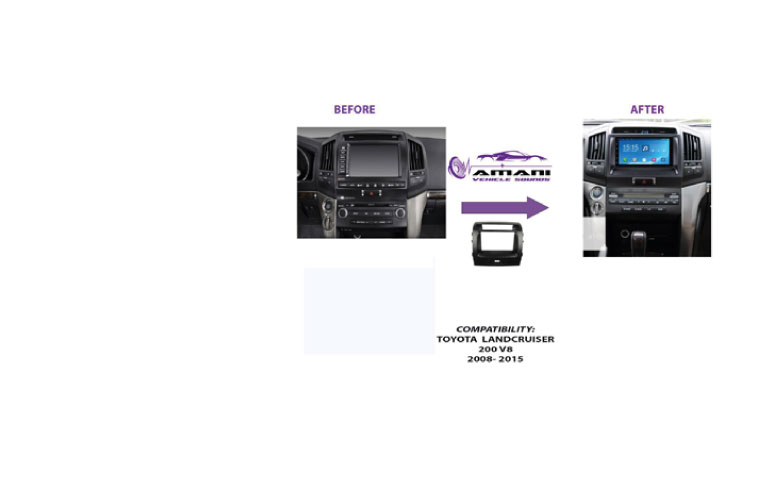 BEFORE
AFTER
AMANI
VEHICLE SOUNDS
COMPATIBILITY:
TOYOTA LANDCRUISER
200 V8
2008- 2015